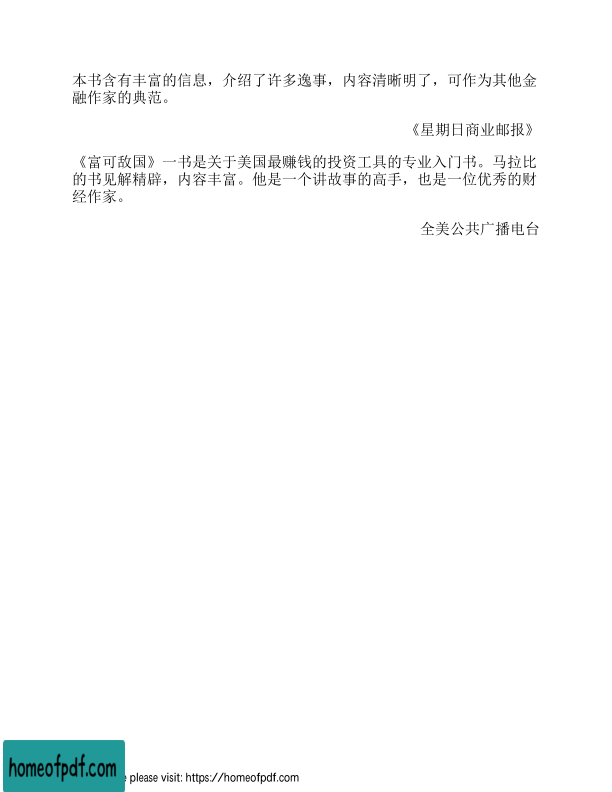 本书含有丰富的信息，介绍了许多逸事，内容清晰明了，可作为其他金
融作家的典范。
《星期日商业邮报》
《富可敌国》一书是关于美国最赚钱的投资工具的专业入门书。马拉比
的书见解精辟，内容丰富。他是一个讲故事的高手，也是一位优秀的财
经作家。
全美公共广播电台
homeofpdf.com
please visit: https://homeofpdf.com